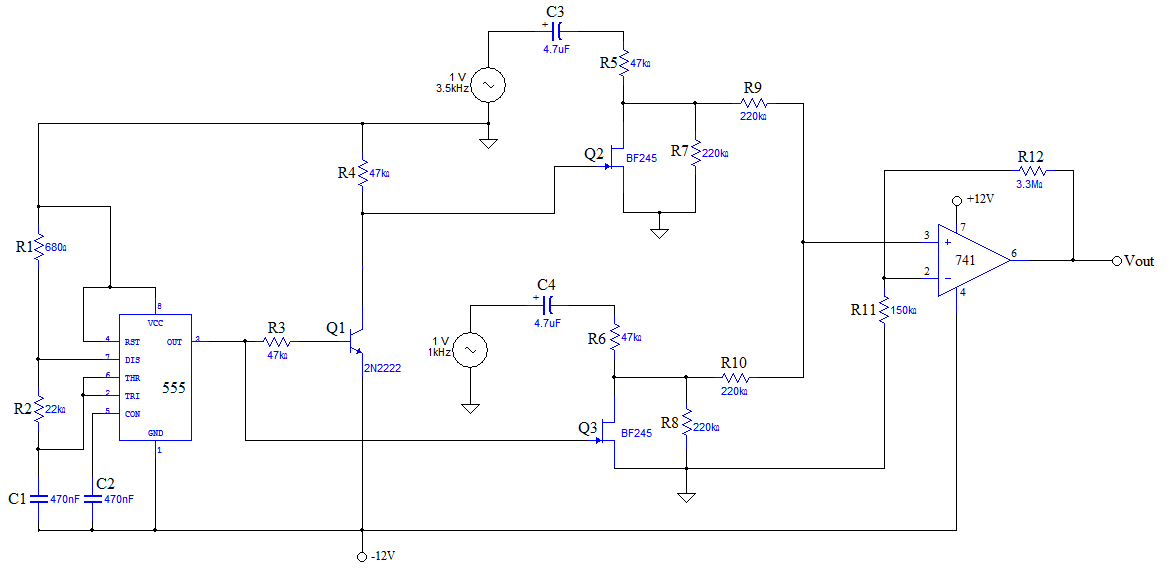 C3
+
4.7uF
1 V
3.5kHz
R5 47kΩ
R9
220kΩ
R4 47kΩ
Q2 BF245
R7 220kΩ
R12
3.3MΩ
+12V
7
3
+
741
6
Vout
2
-
4
R1 680Ω
C4
+
4.7uF
R11 150kΩ
8
VCC
4 RST OUT 3
7 DIS
6 THR
2 TRI
5 CON
GND
1
555
R3
47kΩ
Q1
2N2222
1 V
1kHz
R6 47kΩ
R10
220kΩ
R2 22kΩ
Q3 BF245
R8 220kΩ
C1 470nF
C2
470nF
-12V